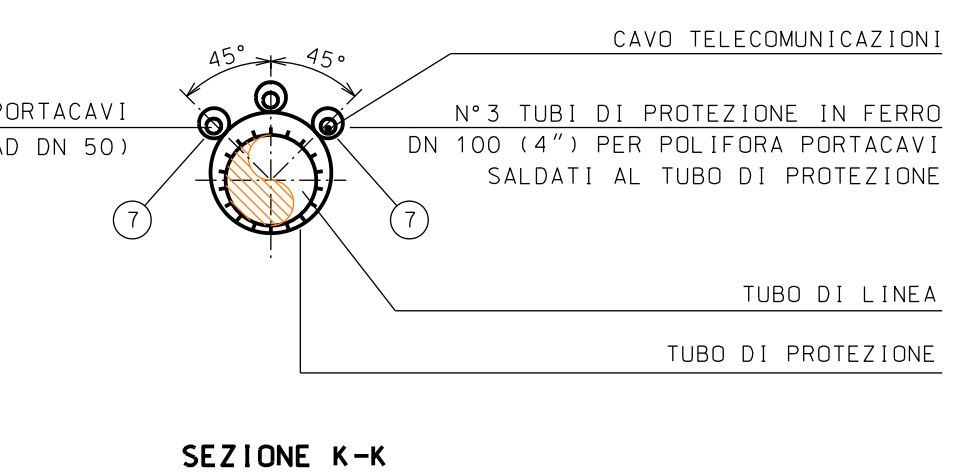 45° 45°
CAVO TELECOMUNICAZIONI
PORTACAVI
AD DN 50)
N°3 TUBI DI PROTEZIONE IN FERRO
DN 100 (4") PER POLIFORA PORTACAVI
SALDATI AL TUBO DI PROTEZIONE
7 7
TUBO DI LINEA
TUBO DI PROTEZIONE
SEZIONE K-K